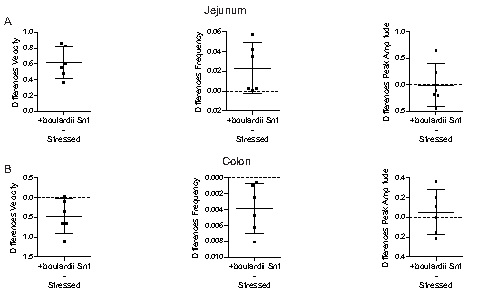 Jejunum
A
Differences Velocity
1.0
0.8
0.6
0.4
0.2
0.0
+boulardii Sn1
-
Stressed
Differences Frequency
0.06
0.04
0.02
0.00
0.02
+boulardii Sn1
-
Stressed
Differences Peak Amplitude
1.0
0.5
0.0
0.5
+boulardii Sn1
-
Stressed
Colon
B
Differences Velocity
0.5
0.0
0.5
1.0
1.5
+boulardii Sn1
-
Stressed
Differences Frequency
0.000
0.002
0.004
0.006
0.008
0.010
+boulardii Sn1
-
Stressed
Differences Peak Amplitude
0.4
0.2
0.0
0.2
0.4
+boulardii Sn1
-
Stressed